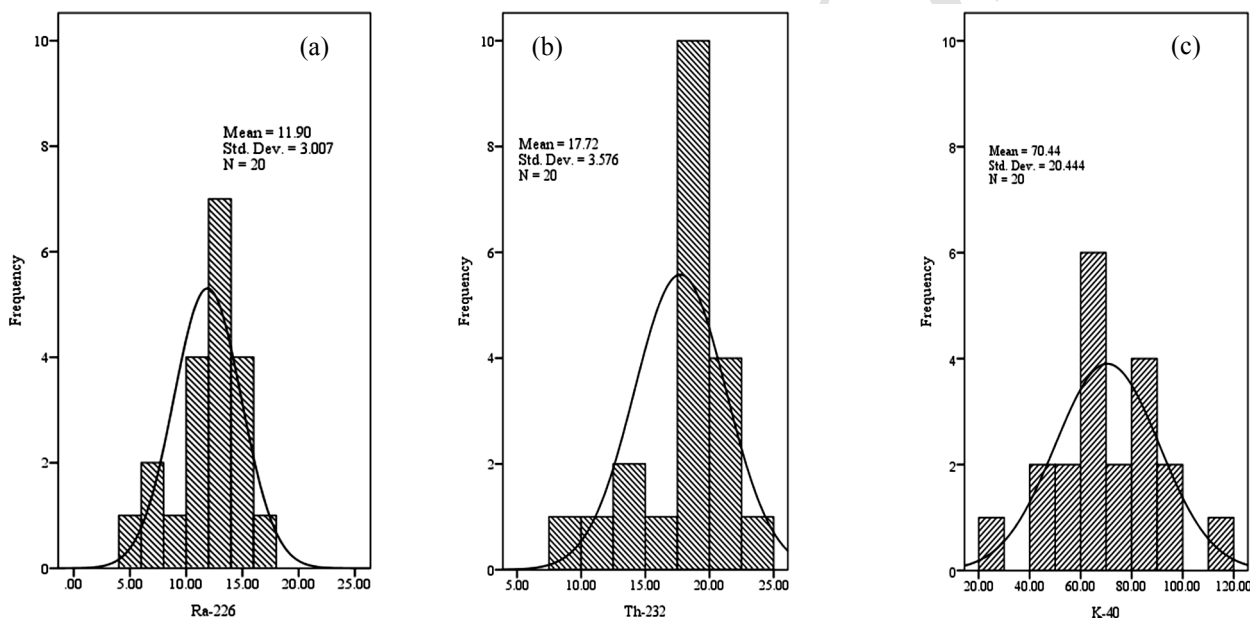 (a)
Mean = 11.90
Std. Dev. = 3.007
N = 20
Frequency
10
8
6
4
2
0
.00 5.00 10.00 15.00 20.00 25.00
Ra-226
(b)
Mean = 17.72
Std. Dev. = 3.576
N = 20
Frequency
10
8
6
4
2
0
5.00 10.00 15.00 20.00 25.00
Th-232
(c)
Mean = 70.44
Std. Dev. = 20.444
N = 20
Frequency
10
8
6
4
2
0
20.00 40.00 60.00 80.00 100.00 120.00
K-40